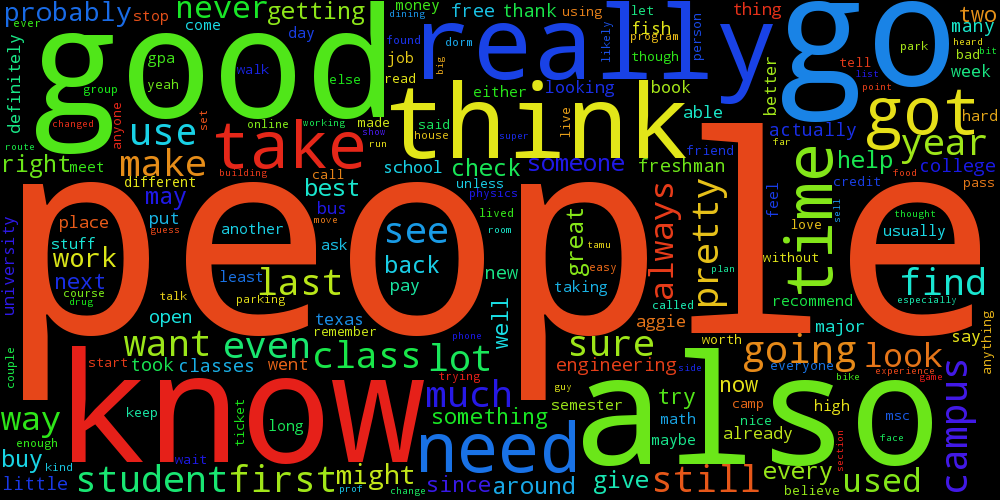 probably stop never getting money free thank using let thing two
ever come day dining dorm likely fish program person many
good really go
definitely gpa yeah group walk else found job read big though park heard bad bit
tell list point week
either looking book better able
think got hard
changed anyone set online working made show run said house super live actually year
route use take friend far
right meet make building call school check someone freshman help college
different best unless physics food pass
people
may bus move lived room feel credit
place put guess another see great always pretty time love sell thought usually
university stuff work ask back tamu easy plan without
next course drug least last pay new taking find
talk parking called recommend especially
open texas remember well aggie major say anything
want even class lot phone sure worth going look
couple start took classes went trying engineering side everyone experience game
know also
much guy try now camp bike campus
way keep ticket long something semester math nice high msc
enough need maybe already face
buy kind wait section
little student first might since around give still every used
prof change believe